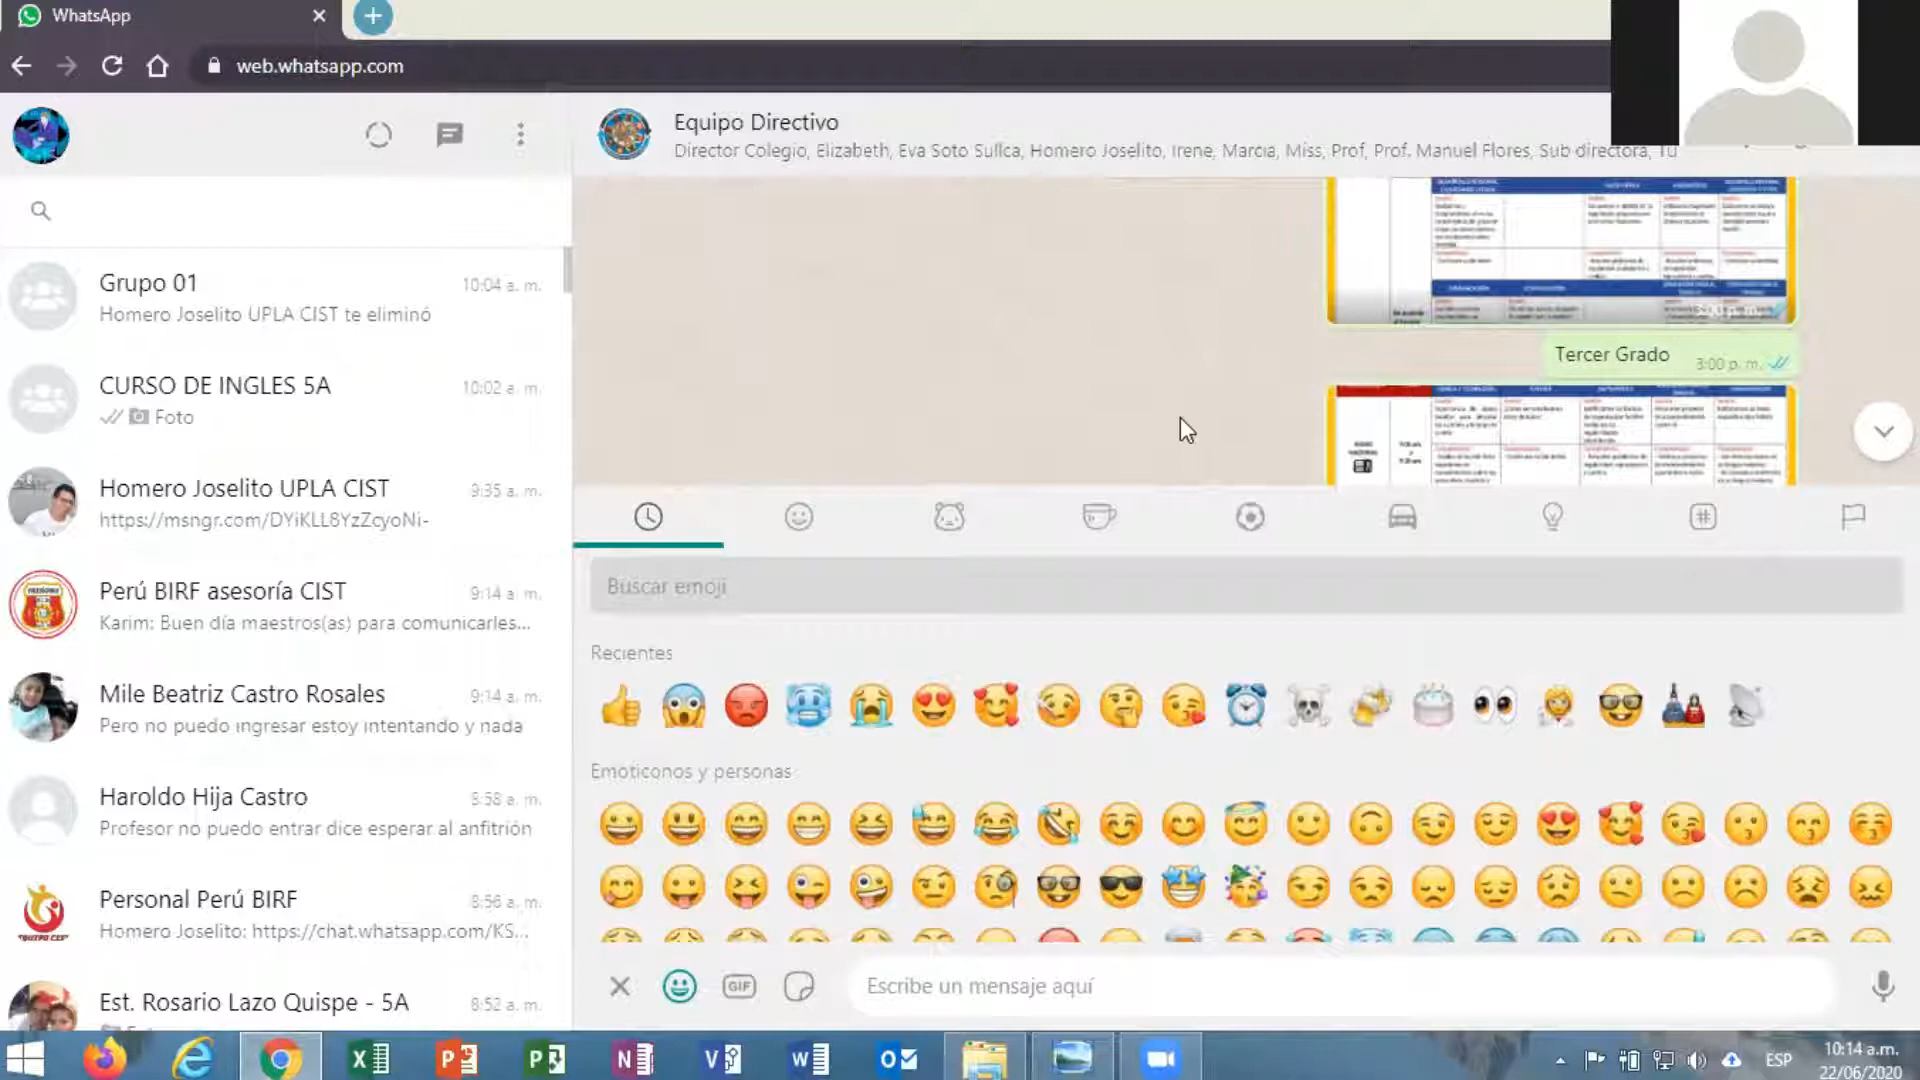 WhatsApp
web.whatsapp.com
Equipo Directivo
Director Colegio, Elizabeth, Eva Soto Sullca, Homero Joselito, Irene, Marcia, Miss, Prof, Prof. Manuel Flores, Sub directora, Tu
Grupo 01
10:04 a. m.
Homero Joselito UPLA CIST te eliminó
CURSO DE INGLES 5A
10:02 a. m.
Foto
Homero Joselito UPLA CIST
9:35 a. m.
https://msngr.com/DYiKLL8YzZcyoNi-
Perú BIRF asesoría CIST
9:14 a. m.
Karim: Buen día maestros(as) para comunicarles...
Mile Beatriz Castro Rosales
9:14 a. m.
Pero no puedo ingresar estoy intentando y nada
Haroldo Hija Castro
8:58 a. m.
Profesor no puedo entrar dice esperar al anfitrión
Personal Perú BIRF
8:56 a. m.
Homero Joselito: https://chat.whatsapp.com/KS...
Est. Rosario Lazo Quispe - 5A
8:52 a. m.
3:00 p. m.
Tercer Grado
3:00 p. m.
Buscar emoji
Recientes
Emoticonos y personas
GIF
Escribe un mensaje aquí
ESP
10:14 a.m.
22/06/2020